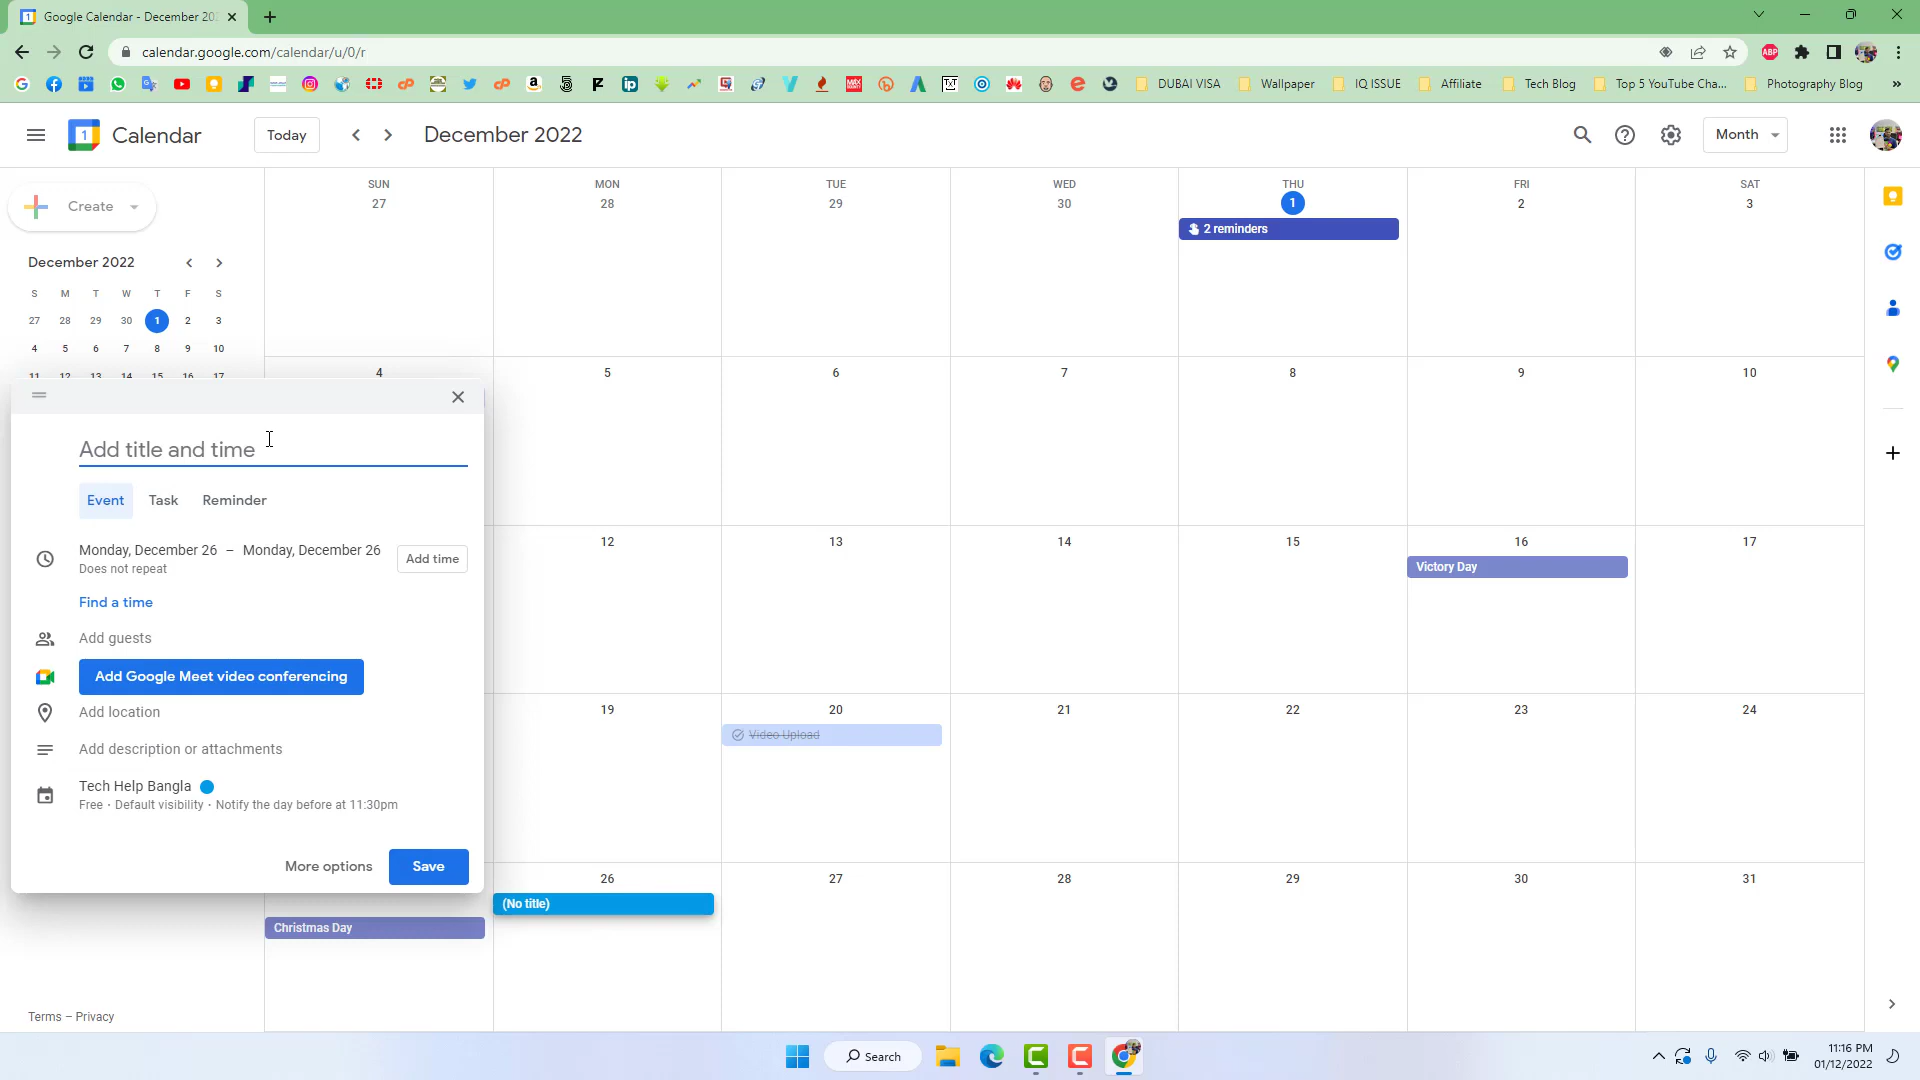 Google Calendar - December 20
calendar.google.com/calendar/u/0/r
ABP
DUBAI VISA
Wallpaper
IQ ISSUE
Affiliate
Tech Blog
Top 5 YouTube Cha...
Photography Blog
Calendar
Today
December 2022
Month
Create
December 2022
S M T W T F S
27 28 29 30 1 2 3
4 5 6 7 8 9 10
11 12 13 14 15 16 17
SUN MON TUE WED THU FRI SAT
27 28 29 30 1 2 3
2 reminders
4 5 6 7 8 9 10
12 13 14 15 16 17
Victory Day
19 20 21 22 23 24
Video Upload
26 27 28 29 30 31
(No title)
Christmas Day
Add title and time
Event Task Reminder
Monday, December 26 – Monday, December 26
Add time
Does not repeat
Find a time
Add guests
Add Google Meet video conferencing
Add location
Add description or attachments
Tech Help Bangla
Free · Default visibility · Notify the day before at 11:30pm
More options
Save
Terms – Privacy
Search
11:16 PM
01/12/2022